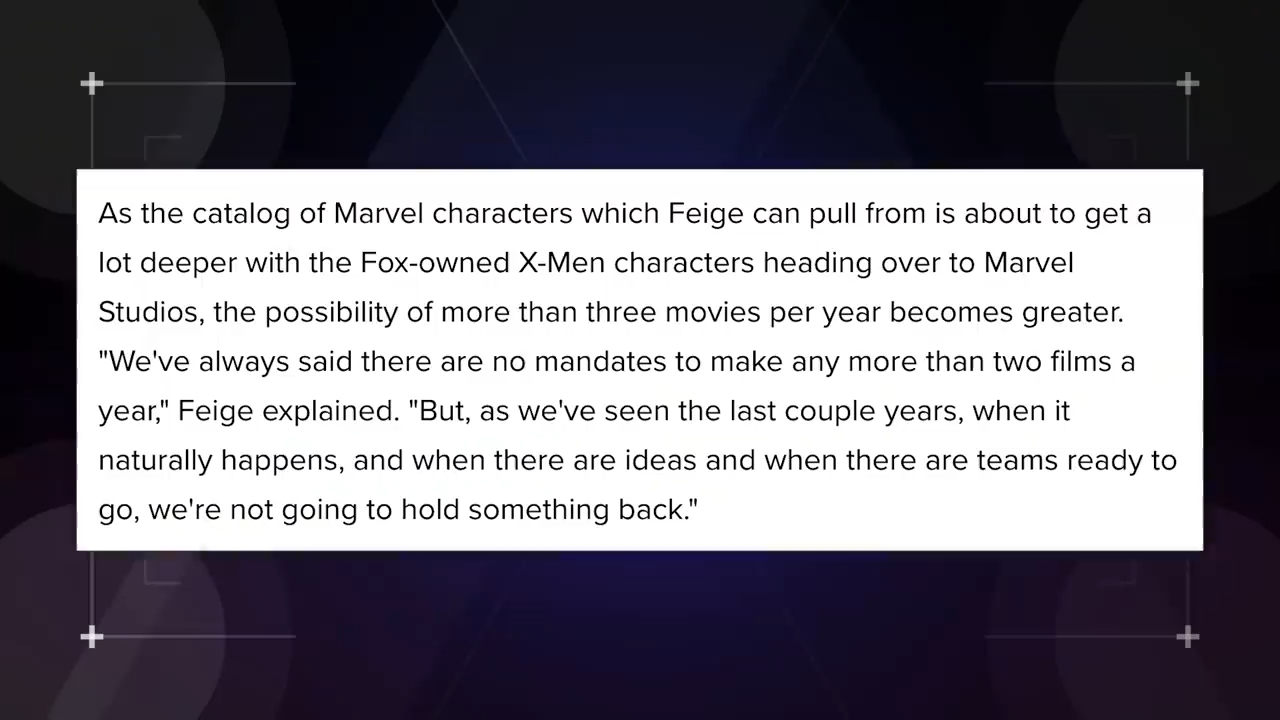 As the catalog of Marvel characters which Feige can pull from is about to get a
lot deeper with the Fox-owned X-Men characters heading over to Marvel
Studios, the possibility of more than three movies per year becomes greater.
"We've always said there are no mandates to make any more than two films a
year," Feige explained. "But, as we've seen the last couple years, when it
naturally happens, and when there are ideas and when there are teams ready to
go, we're not going to hold something back."